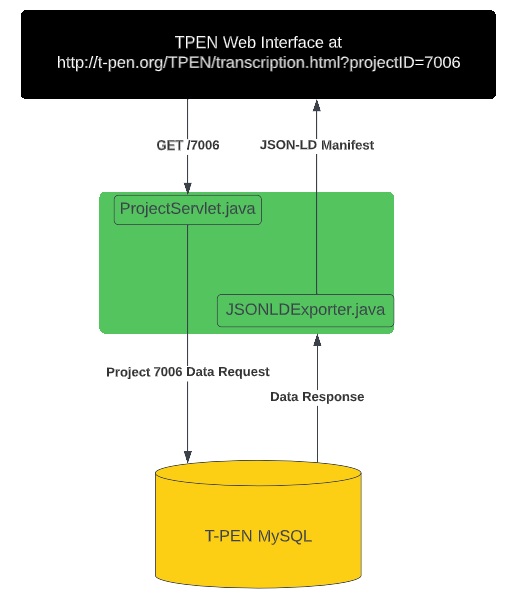 TPEN Web Interface at
http://t-pen.org/TPEN/transcription.html?projectID=7006
GET /7006
JSON-LD Manifest
ProjectServlet.java
JSONLDExporter.java
Project 7006 Data Request
Data Response
T-PEN MySQL